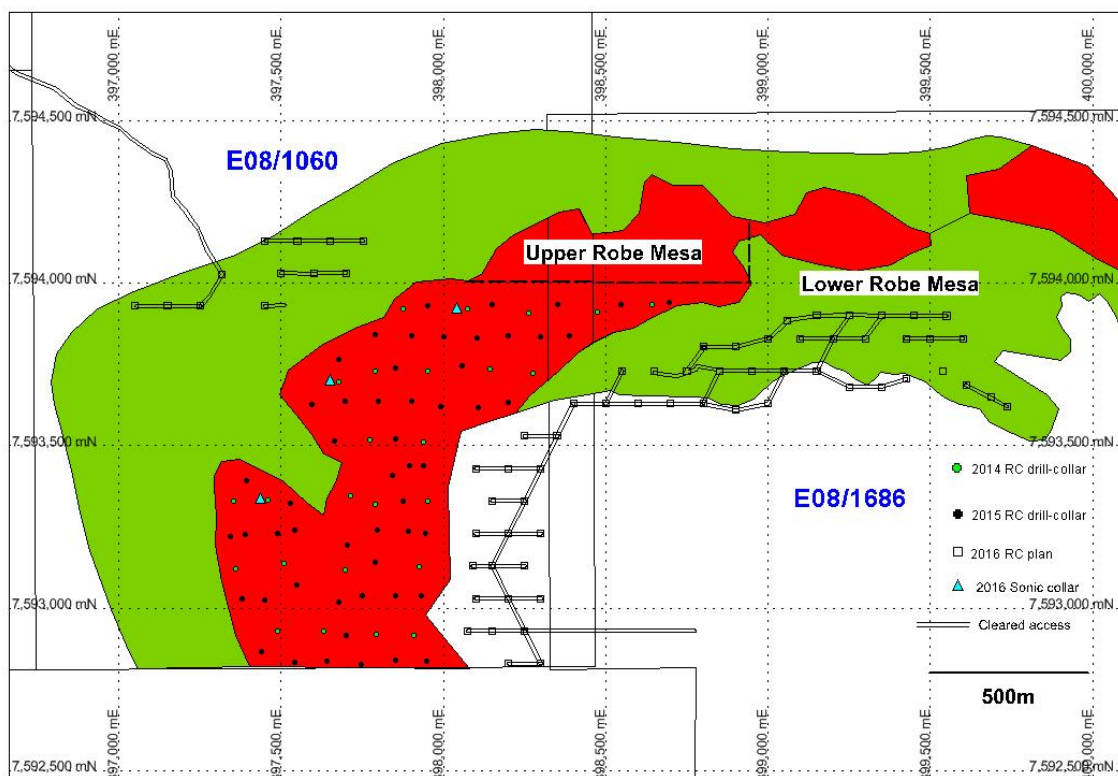 397,000 mE
397,500 mE
398,000 mE
398,500 mE
399,000 mE
399,500 mE
400,000 mE
7,594,500 mN
7,594,500 mN
E08/1060
Upper Robe Mesa
7,594,000 mN
Lower Robe Mesa
7,594,000 mN
7,593,500 mN
7,593,500 mN
2014 RC drill-collar
E08/1686
2015 RC drill-collar
2016 RC plan
2016 Sonic collar
7,593,000 mN
7,593,000 mN
Cleared access
500m
397,000 mE
397,500 mE
398,000 mE
398,500 mE
399,000 mE
399,500 mE
400,000 mE
7,592,500 mN
7,592,500 mN